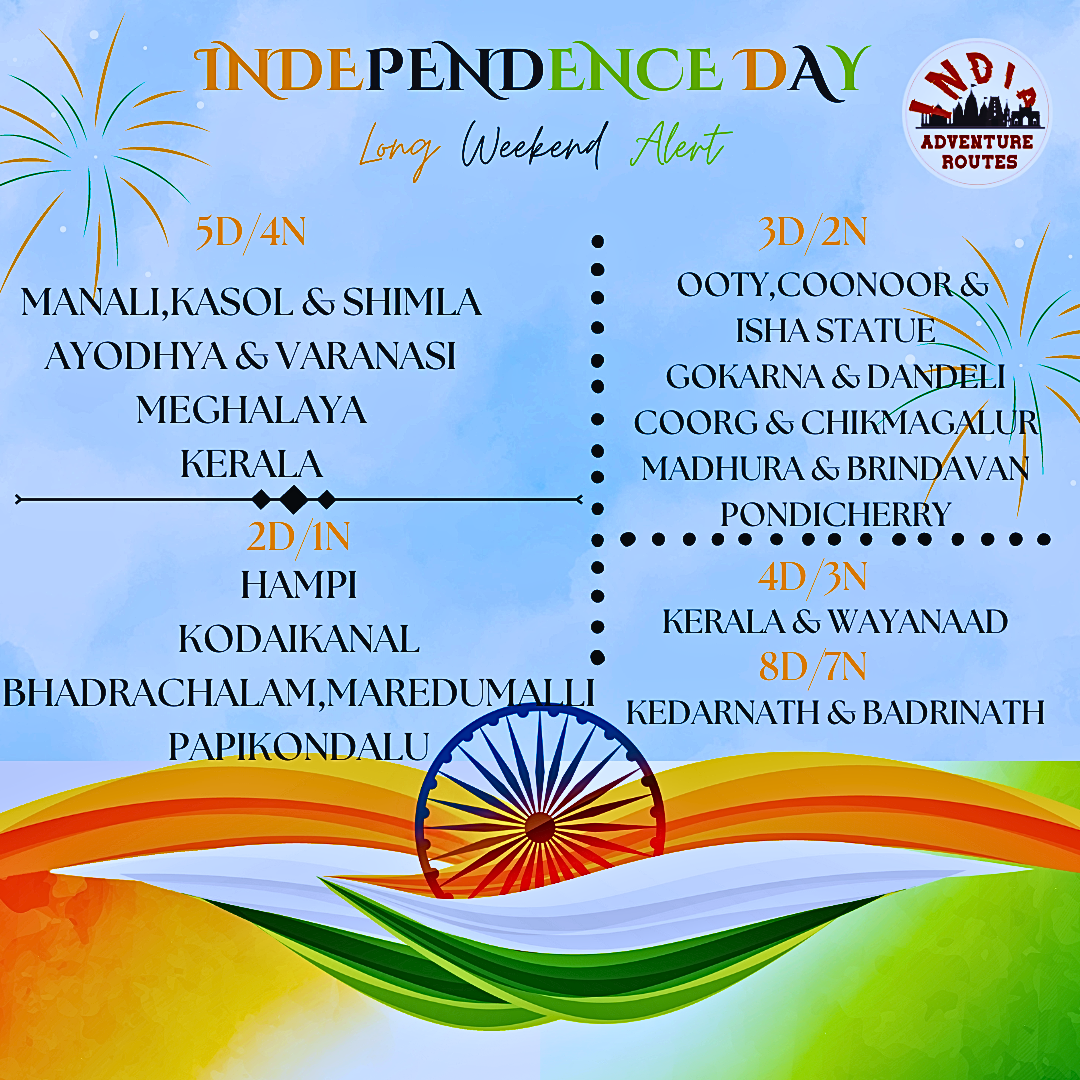 INDEPENDENCE DAY
Long Weekend Alert
INDIA
ADVENTURE
ROUTES
5D/4N
MANALI,KASOL & SHIMLA
AYODHYA & VARANASI
MEGHALAYA
KERALA
2D/1N
HAMPI
KODAIKANAL
BHADRACHALAM,MAREDUMALLI
PAPIKONDALU
3D/2N
OOTY,COONOOR &
ISHA STATUE
GOKARNA & DANDELI
COORG & CHIKMAGALUR
MADHURA & BRINDAVAN
PONDICHERRY
4D/3N
KERALA & WAYANAAD
8D/7N
KEDARNATH & BADRINATH